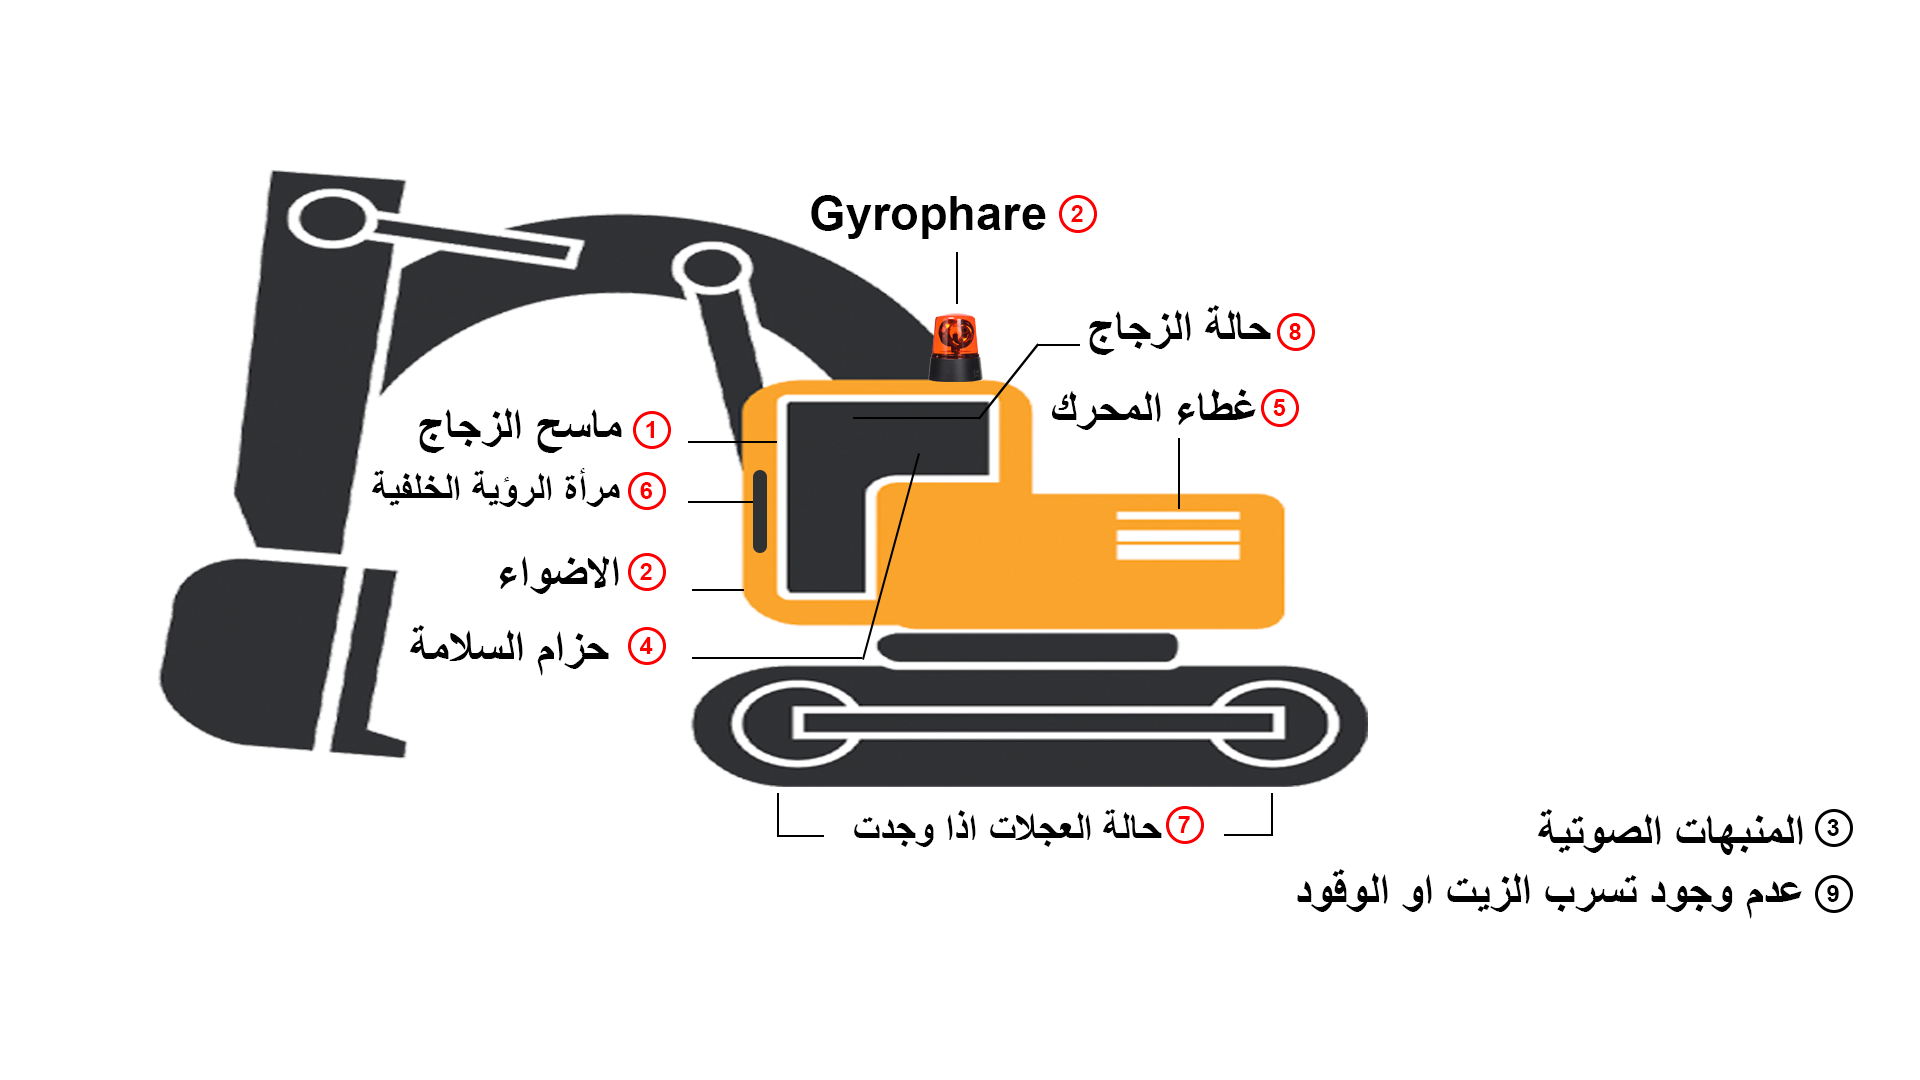 Gyrophare 2
8 حالة الزجاج
5 غطاء المحرك
1 ماسح الزجاج
6 مرأة الرؤية الخلفية
2 الاضواء
4 حزام السلامة
7 حالة العجلات اذا وجدت
3 المنبهات الصوتية
9 عدم وجود تسرب الزيت او الوقود